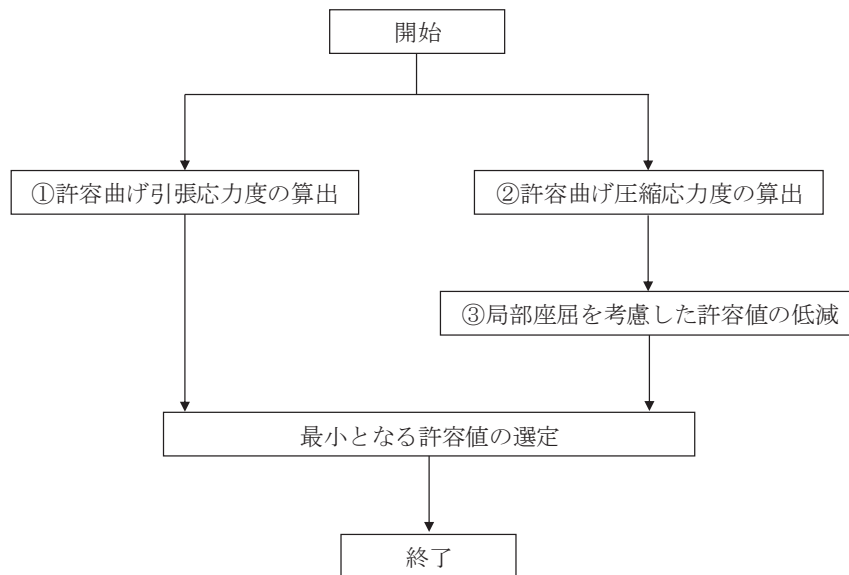 開始
①許容曲げ引張応力度の算出
②許容曲げ圧縮応力度の算出
③局部座屈を考慮した許容値の低減
最小となる許容値の選定
終了